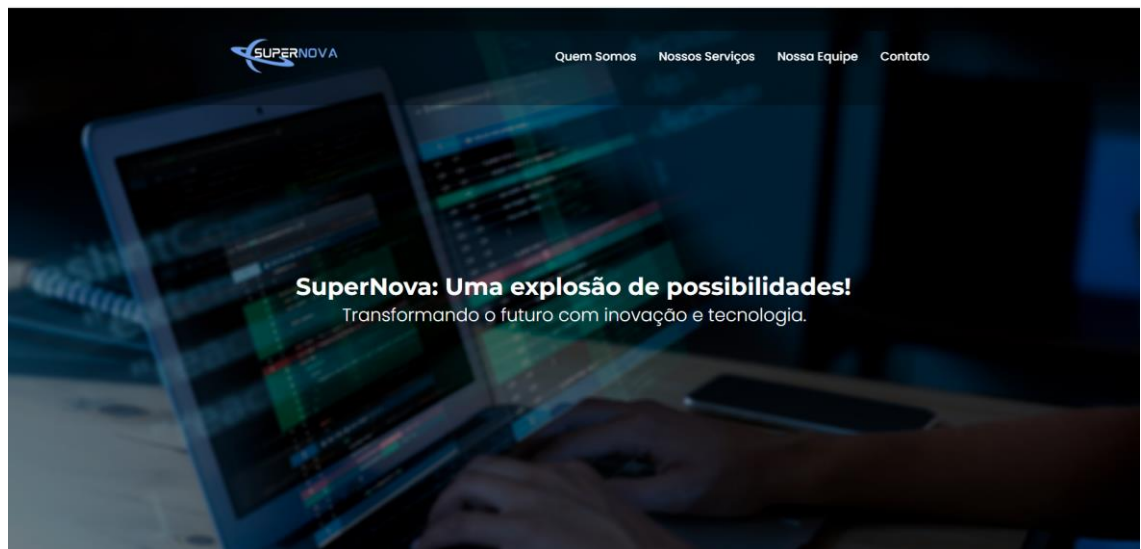 SUPERNOVA
Quem Somos Nossos Serviços Nossa Equipe Contato
SuperNova: Uma explosão de possibilidades!
Transformando o futuro com inovação e tecnologia.